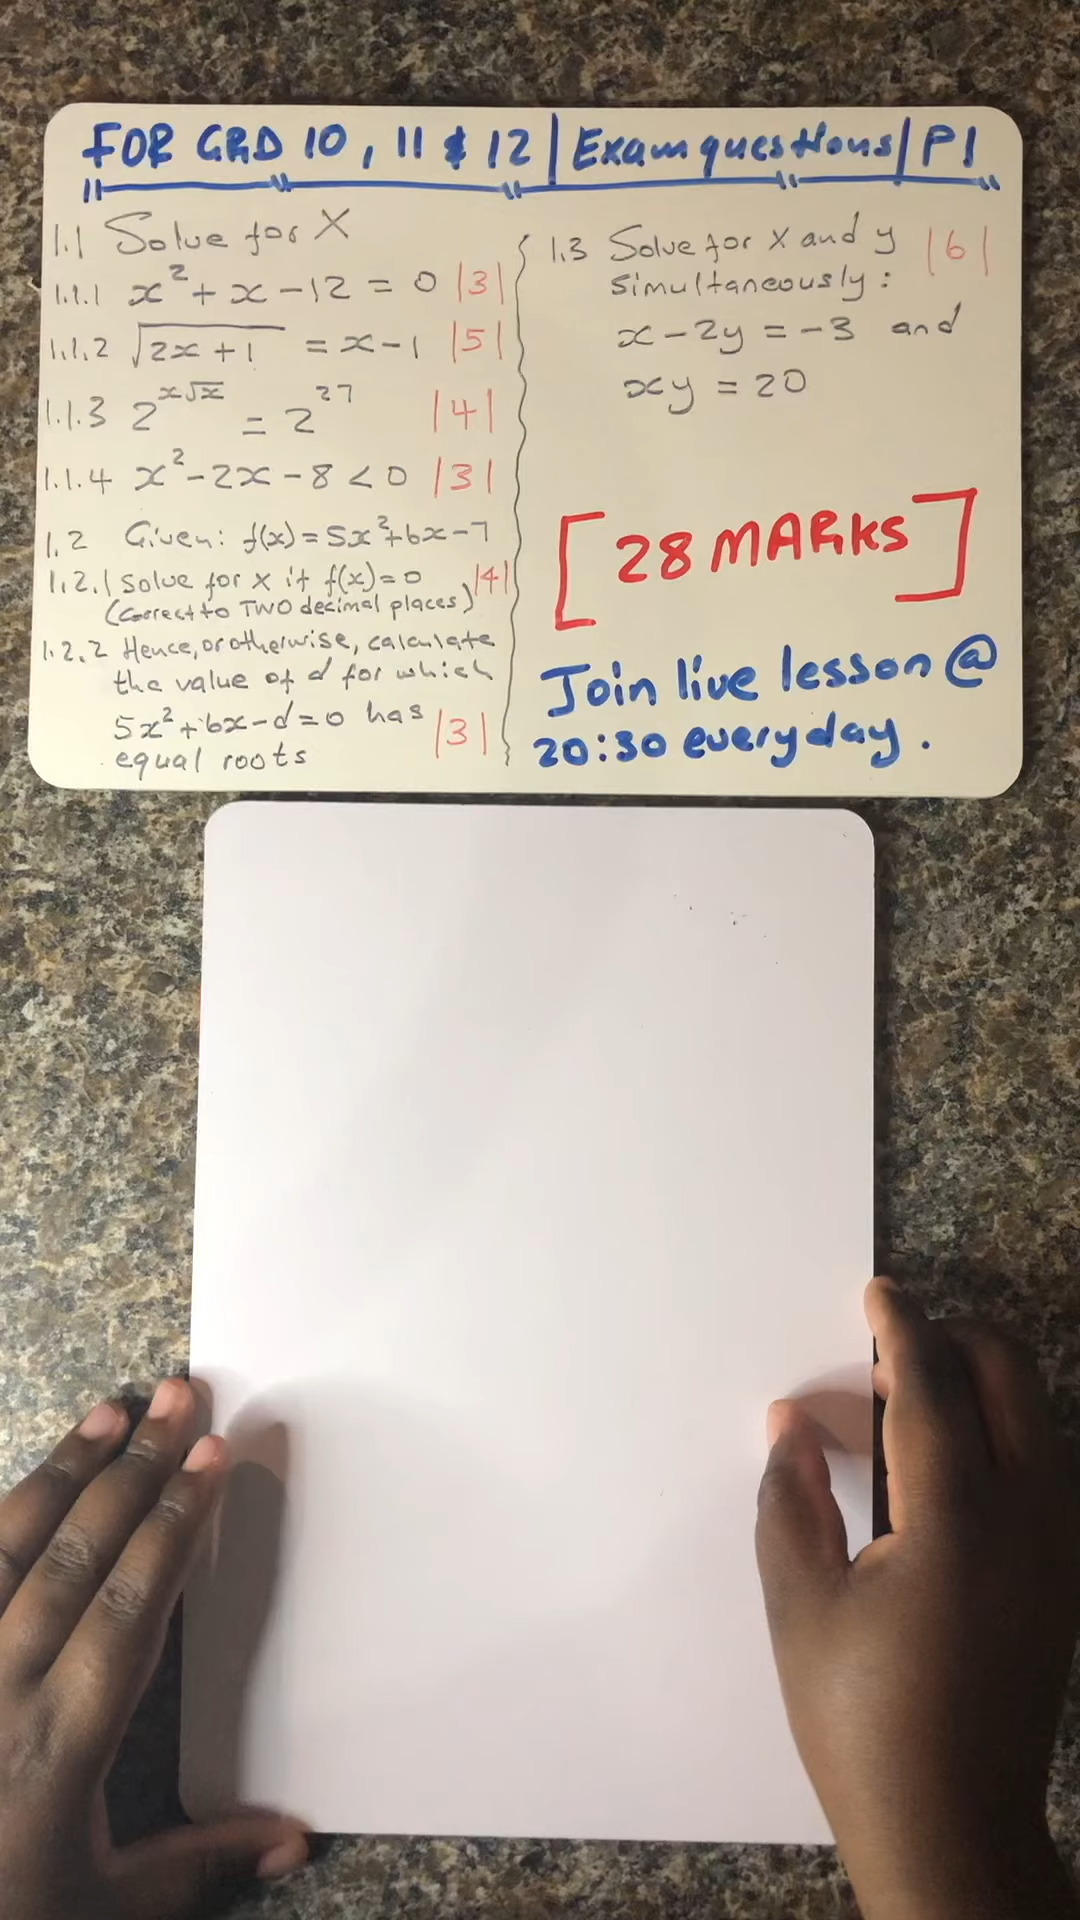 FOR GRD 10, 11 & 12 | Exam questions | P1
1.1 Solve for X
1.1.1 x² + x - 12 = 0 |3|
1.1.2 √(2x + 1) = x - 1 |5|
1.1.3 2^(x√x) = 2^27 |4|
1.1.4 x² - 2x - 8 < 0 |3|
1.2 Given: f(x) = 5x² + 6x - 7
1.2.1 Solve for x if f(x) = 0 |4|
(Correct to TWO decimal places)
1.2.2 Hence, or otherwise, calculate
the value of d for which
5x² + 6x - d = 0 has |3|
equal roots
1.3 Solve for X and y |6|
simultaneously:
x - 2y = -3 and
xy = 20
[28 MARKS]
Join live lesson @
20:30 everyday.